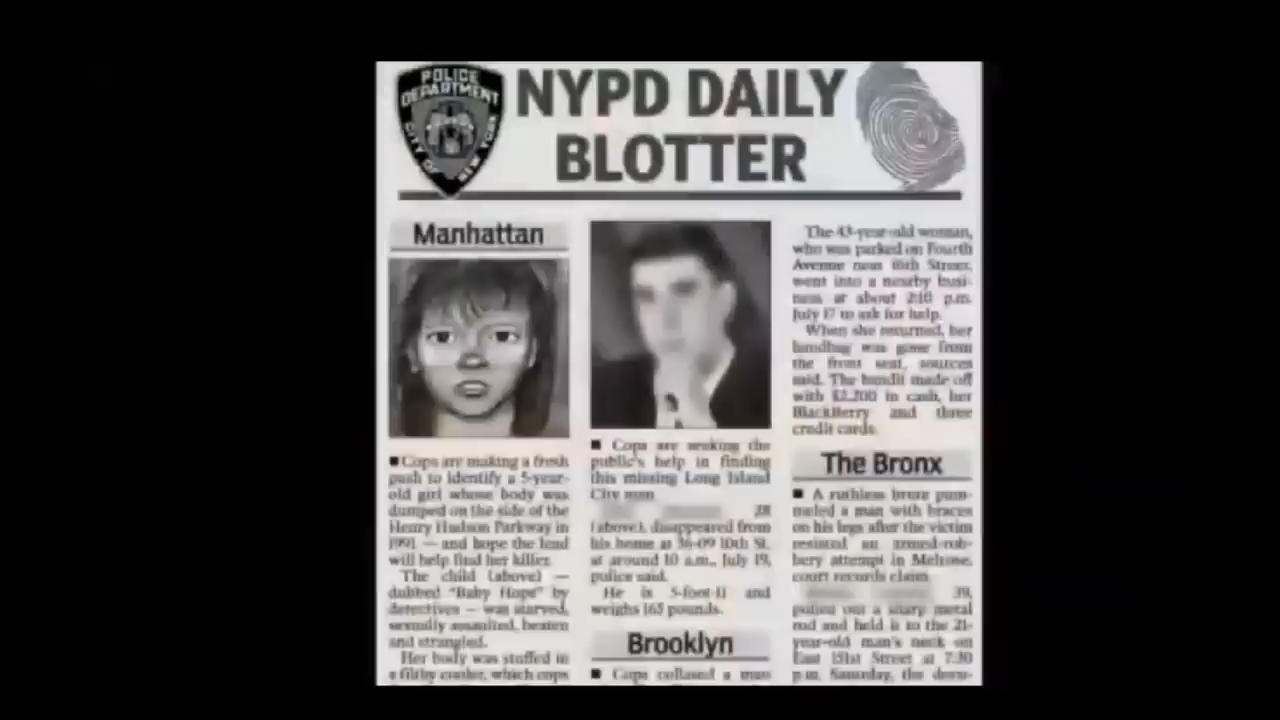 POLICE
DEPARTMENT
CITY OF
NEW YORK
NYPD DAILY
BLOTTER
Manhattan
■ Cops are making a fresh
push to identify a 5-year-
old girl whose body was
dumped on the side of the
Henry Hudson Parkway in
1991 — and hope the lead
will help find her killer.
The child (above) —
dubbed "Baby Hope" by
detectives — was starved,
sexually assaulted, beaten
and strangled.
Her body was stuffed in
a filthy cooler, which cops
■ Cops are seeking the
public's help in finding
this missing Long Island
City man.
28
(above), disappeared from
his home at 36-09 10th St.
at around 10 a.m., July 19,
police said.
He is 5-foot-11 and
weighs 165 pounds.
Brooklyn
■ Cops collared a man
The 43-year-old woman,
who was parked on Fourth
Avenue near 16th Street,
went into a nearby busi-
ness at about 2:10 p.m.
July 17 to ask for help.
When she returned, her
handbag was gone from
the front seat, sources
said. The bandit made off
with $2,200 in cash, her
BlackBerry and three
credit cards.
The Bronx
■ A ruthless brute pum-
meled a man with braces
on his legs after the victim
resisted an armed-rob-
bery attempt in Melrose,
court records claim.
39,
pulled out a sharp metal
rod and held it to the 21-
year-old man's neck on
East 151st Street at 7:30
p.m. Saturday, the